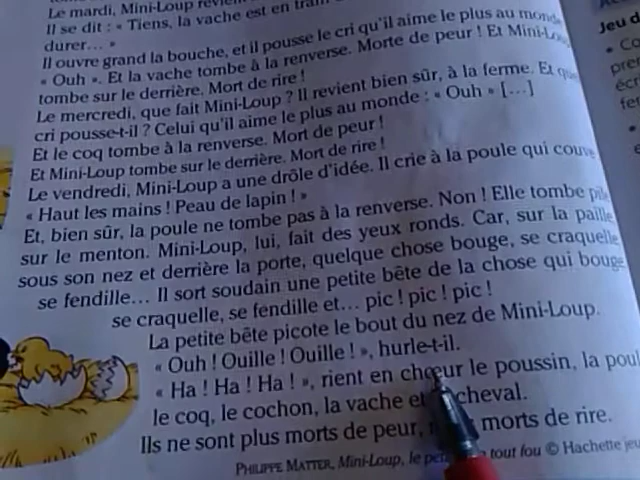 Le mardi, Mini-Loup
Il se dit : « Tiens, la vache est en train
durer... »
Il ouvre grand la bouche, et il pousse le cri qu'il aime le plus au monde
« Ouh ». Et la vache tombe à la renverse. Morte de peur ! Et Mini-Lou
tombe sur le derrière. Mort de rire !
Le mercredi, que fait Mini-Loup ? Il revient bien sûr, à la ferme. Et que
cri pousse-t-il ? Celui qu'il aime le plus au monde : « Ouh » [...]
Et le coq tombe à la renverse. Mort de peur !
Et Mini-Loup tombe sur le derrière. Mort de rire !
Le vendredi, Mini-Loup a une drôle d'idée. Il crie à la poule qui couve
« Haut les mains ! Peau de lapin ! »
Et, bien sûr, la poule ne tombe pas à la renverse. Non ! Elle tombe pile
sur le menton. Mini-Loup, lui, fait des yeux ronds. Car, sur la paille
sous son nez et derrière la porte, quelque chose bouge, se craquelle,
se fendille... Il sort soudain une petite bête de la chose qui bouge
se craquelle, se fendille et... pic ! pic ! pic !
La petite bête picote le bout du nez de Mini-Loup.
« Ouh ! Ouille ! Ouille ! », hurle-t-il.
« Ha ! Ha ! Ha ! », rient en chœur le poussin, la poul
le coq, le cochon, la vache et cheval.
Ils ne sont plus morts de peur, morts de rire.
PHILIPPE MATTER, Mini-Loup, le tout fou © Hachette jeu
Jeu d
• Co
pren
écr
fer